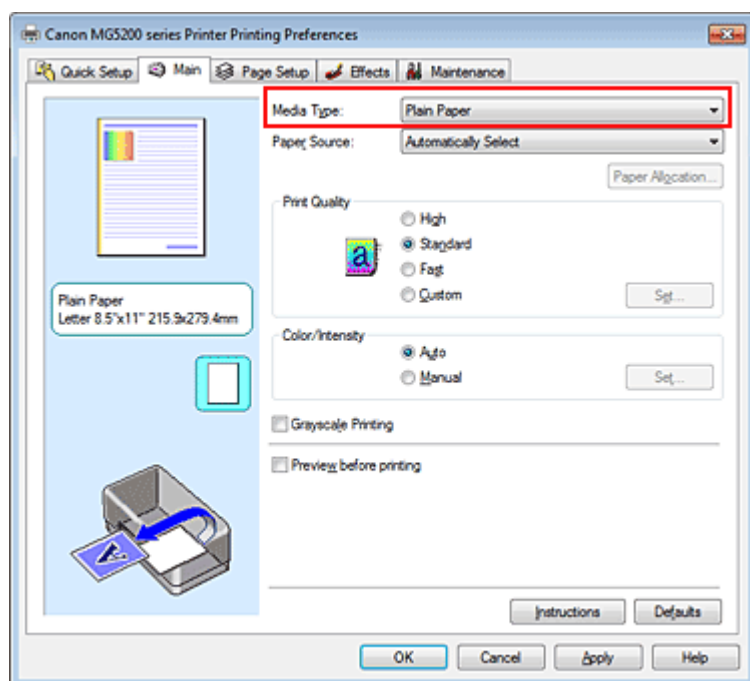 Canon MG5200 series Printer Printing Preferences
Quick Setup Main Page Setup Effects Maintenance
Media Type: Plain Paper
Paper Source: Automatically Select
Paper Allocation...
Print Quality
High
a Standard
Fast
Custom Set...
Plain Paper
Letter 8.5"x11" 215.9x279.4mm
Color/Intensity
Auto
Manual Set...
Grayscale Printing
Preview before printing
A
Instructions Defaults
OK Cancel Apply Help